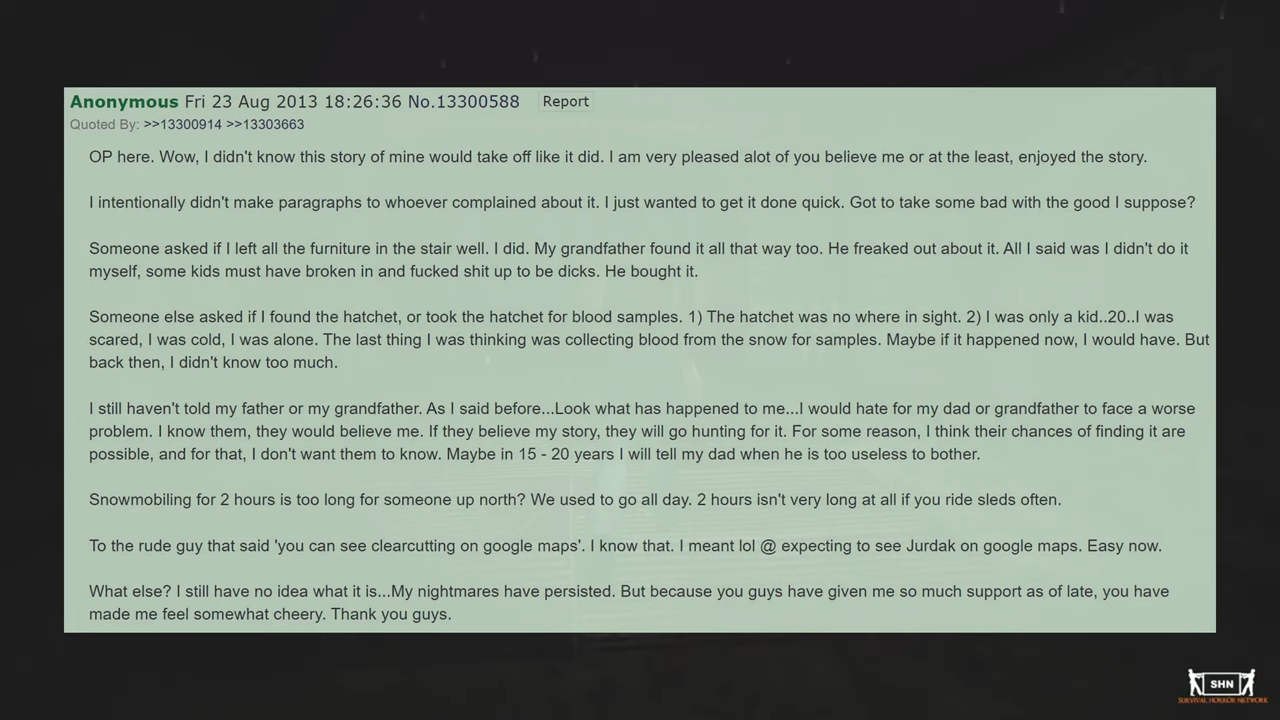 Anonymous Fri 23 Aug 2013 18:26:36 No.13300588 Report
Quoted By: >>13300914 >>13303663
OP here. Wow, I didn't know this story of mine would take off like it did. I am very pleased alot of you believe me or at the least, enjoyed the story.
I intentionally didn't make paragraphs to whoever complained about it. I just wanted to get it done quick. Got to take some bad with the good I suppose?
Someone asked if I left all the furniture in the stair well. I did. My grandfather found it all that way too. He freaked out about it. All I said was I didn't do it
myself, some kids must have broken in and fucked shit up to be dicks. He bought it.
Someone else asked if I found the hatchet, or took the hatchet for blood samples. 1) The hatchet was no where in sight. 2) I was only a kid..20..I was
scared, I was cold, I was alone. The last thing I was thinking was collecting blood from the snow for samples. Maybe if it happened now, I would have. But
back then, I didn't know too much.
I still haven't told my father or my grandfather. As I said before...Look what has happened to me...I would hate for my dad or grandfather to face a worse
problem. I know them, they would believe me. If they believe my story, they will go hunting for it. For some reason, I think their chances of finding it are
possible, and for that, I don't want them to know. Maybe in 15 - 20 years I will tell my dad when he is too useless to bother.
Snowmobiling for 2 hours is too long for someone up north? We used to go all day. 2 hours isn't very long at all if you ride sleds often.
To the rude guy that said 'you can see clearcutting on google maps'. I know that. I meant lol @ expecting to see Jurdak on google maps. Easy now.
What else? I still have no idea what it is...My nightmares have persisted. But because you guys have given me so much support as of late, you have
made me feel somewhat cheery. Thank you guys.
SHN
SURVIVAL HORROR NETWORK